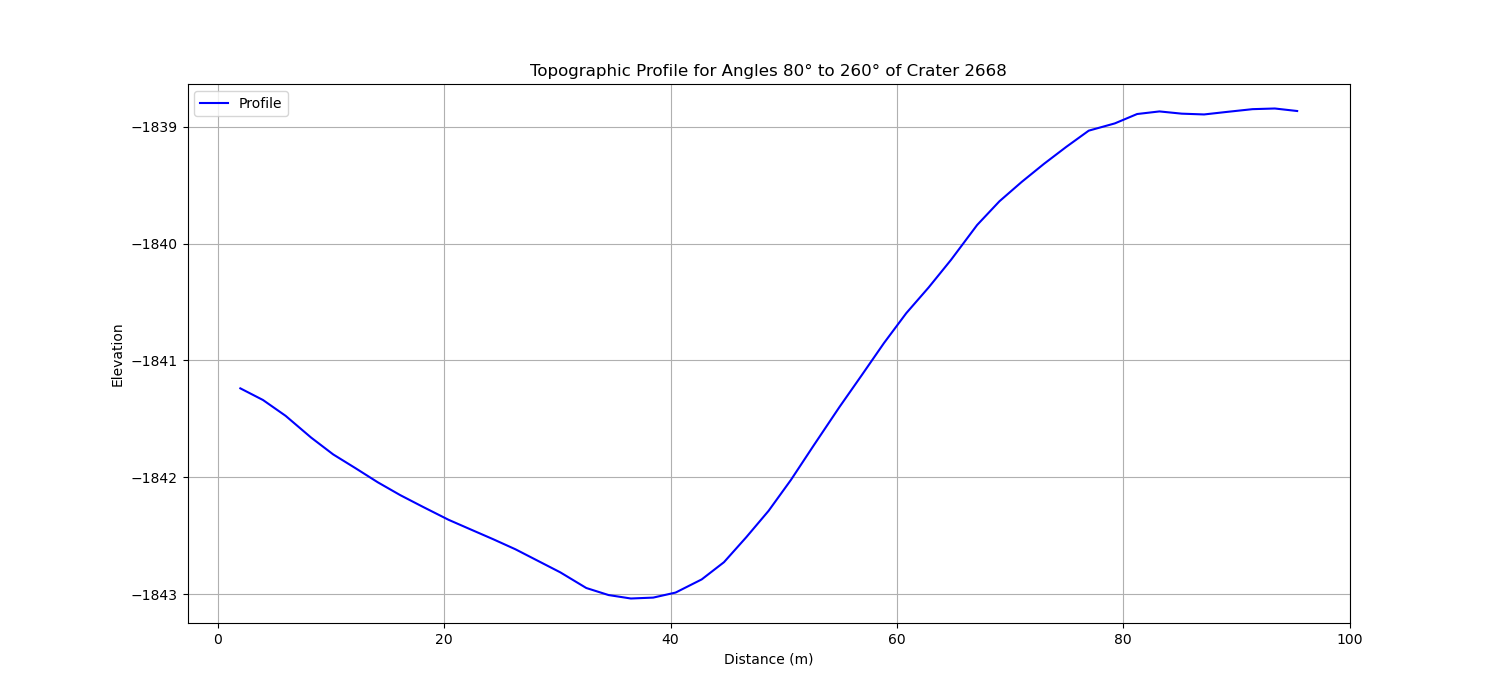 Topographic Profile for Angles 80° to 260° of Crater 2668
Profile
−1839
−1840
−1841
−1842
−1843
Elevation
0 20 40 60 80 100
Distance (m)